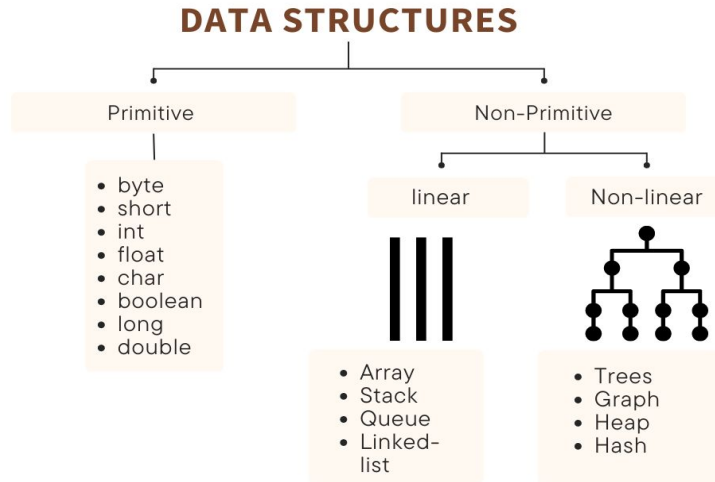 DATA STRUCTURES
Primitive
Non-Primitive
• byte
• short
• int
• float
• char
• boolean
• long
• double
linear
Non-linear
• Array
• Stack
• Queue
• Linked-
list
• Trees
• Graph
• Heap
• Hash